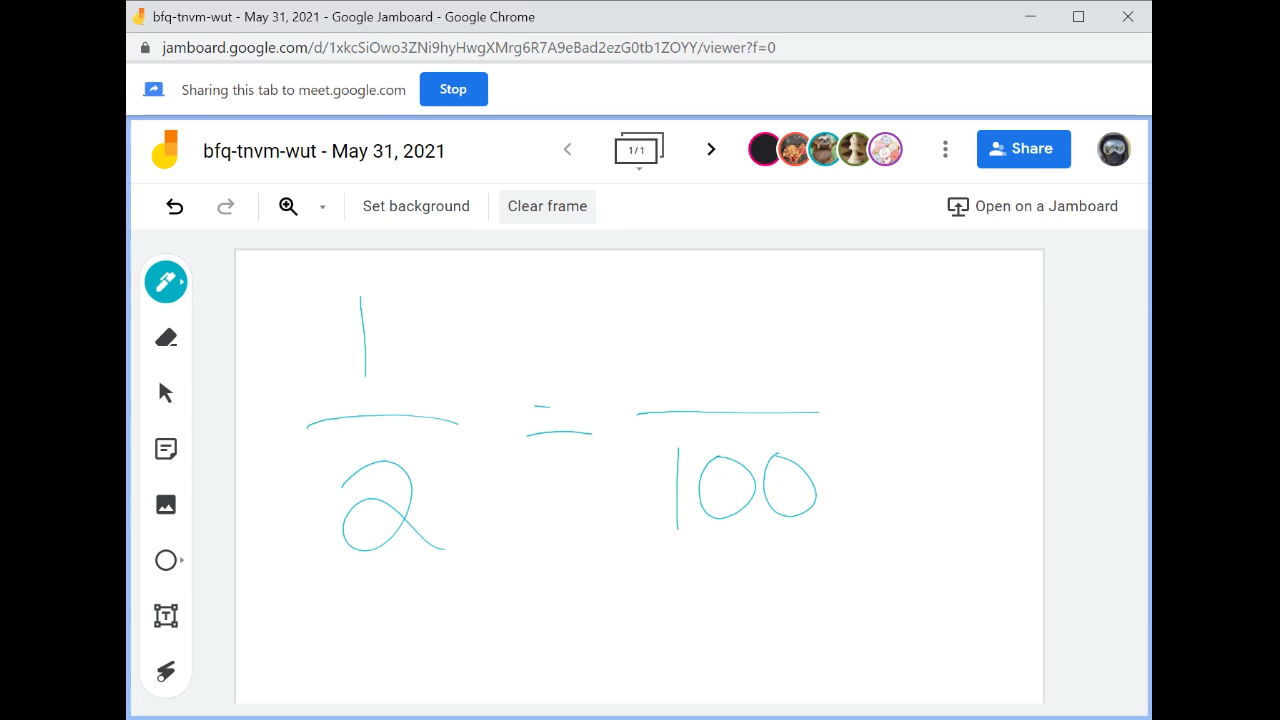 bfq-tnvm-wut - May 31, 2021 - Google Jamboard - Google Chrome
jamboard.google.com/d/1xkcSiOwo3ZNi9hyHwgXMrg6R7A9eBad2ezG0tb1ZOYY/viewer?f=0
Sharing this tab to meet.google.com Stop
bfq-tnvm-wut - May 31, 2021 1/1 Share
Set background Clear frame Open on a Jamboard
1
= 
2 100
T